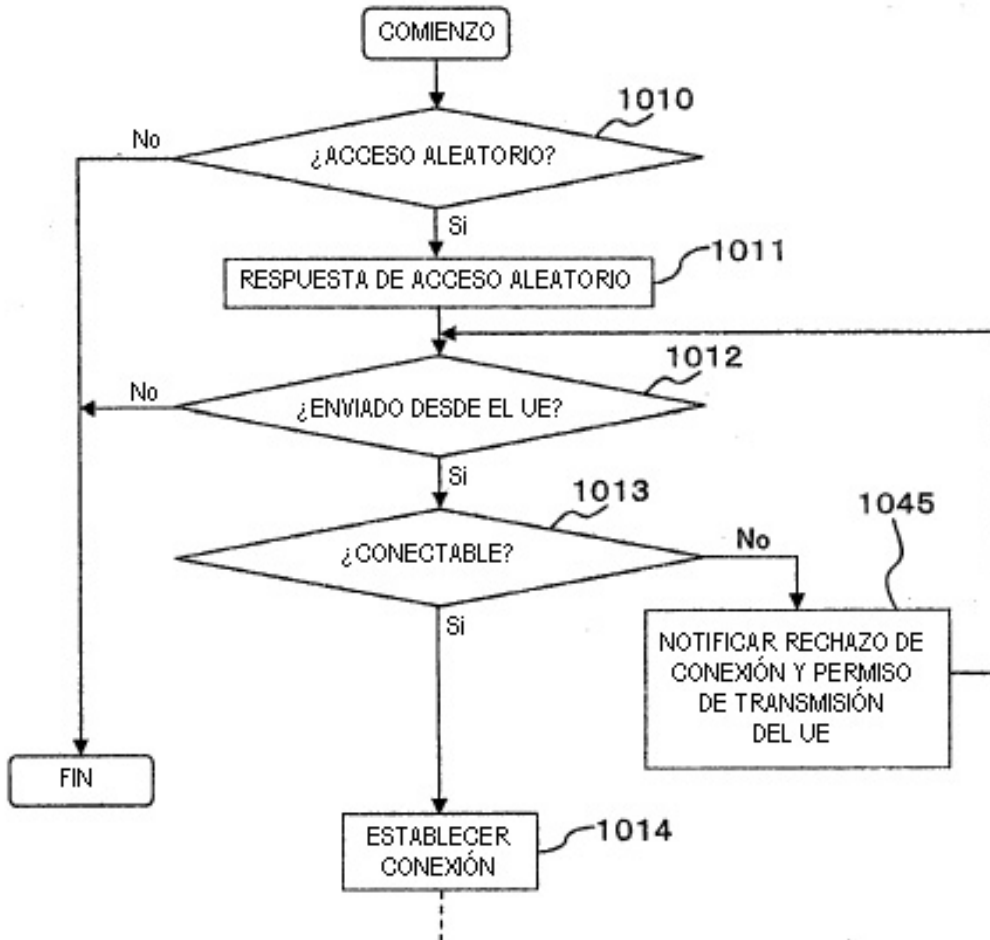 COMIENZO
1010
No
¿ACCESO ALEATORIO?
Si
1011
RESPUESTA DE ACCESO ALEATORIO
1012
No
¿ENVIADO DESDE EL UE?
Si
1013
1045
¿CONECTABLE?
No
Si
NOTIFICAR RECHAZO DE
CONEXIÓN Y PERMISO
DE TRANSMISIÓN
DEL UE
FIN
1014
ESTABLECER
CONEXIÓN